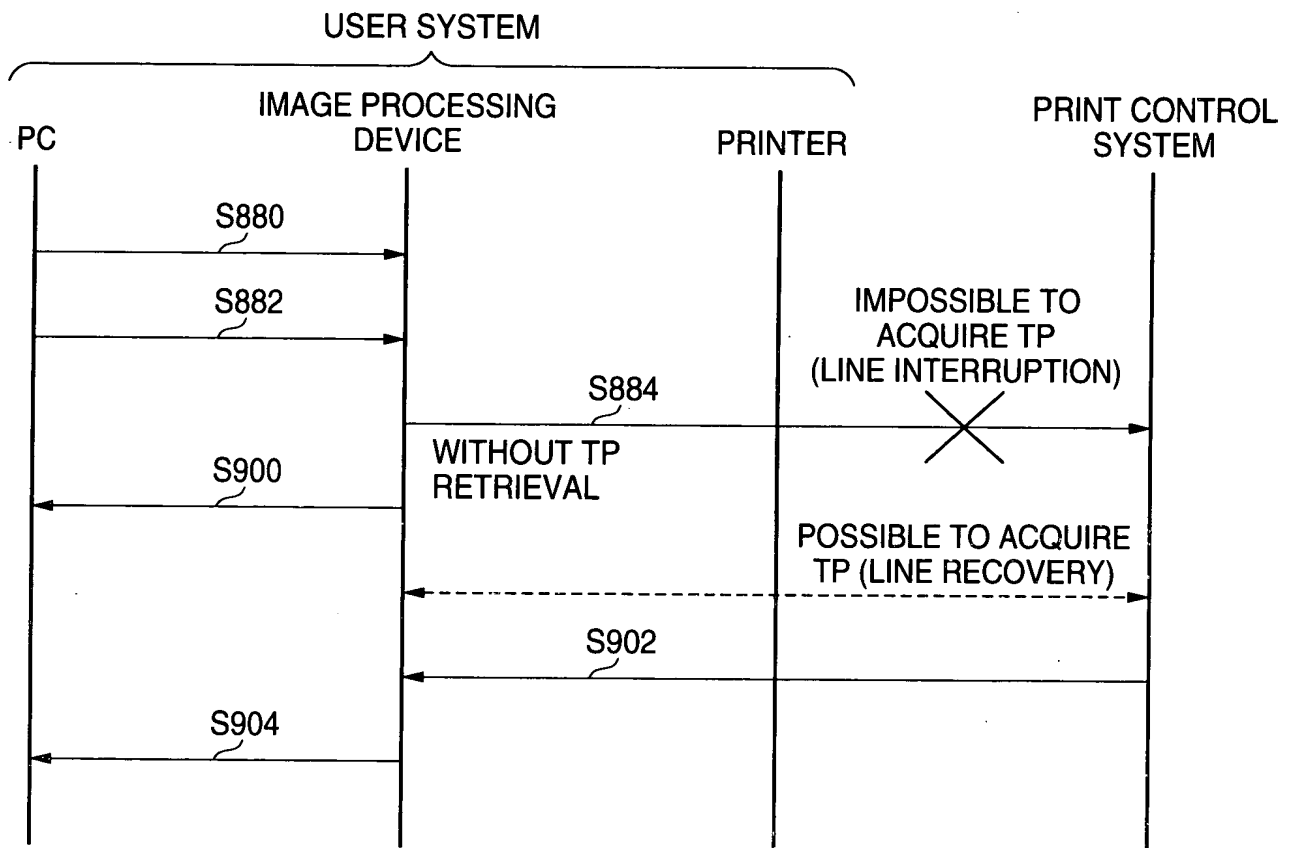 USER SYSTEM
PC
IMAGE PROCESSING
DEVICE
PRINTER
PRINT CONTROL
SYSTEM
S880
S882
IMPOSSIBLE TO
ACQUIRE TP
(LINE INTERRUPTION)
S884
WITHOUT TP
RETRIEVAL
S900
POSSIBLE TO ACQUIRE
TP (LINE RECOVERY)
S902
S904